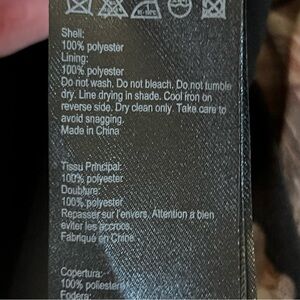 Shell:
100% polyester
Lining:
100% polyester
Do not wash. Do not bleach. Do not tumble
dry. Line drying in shade. Cool iron on
reverse side. Dry clean only. Take care to
avoid snagging.
Made in China
Tissu Principal:
100% polyester
Doublure:
100% polyester
Repasser sur l'envers. Attention à bien
eviter les accrocs.
Fabriqué en Chine
Copertura:
100% poliestere
Fodera: